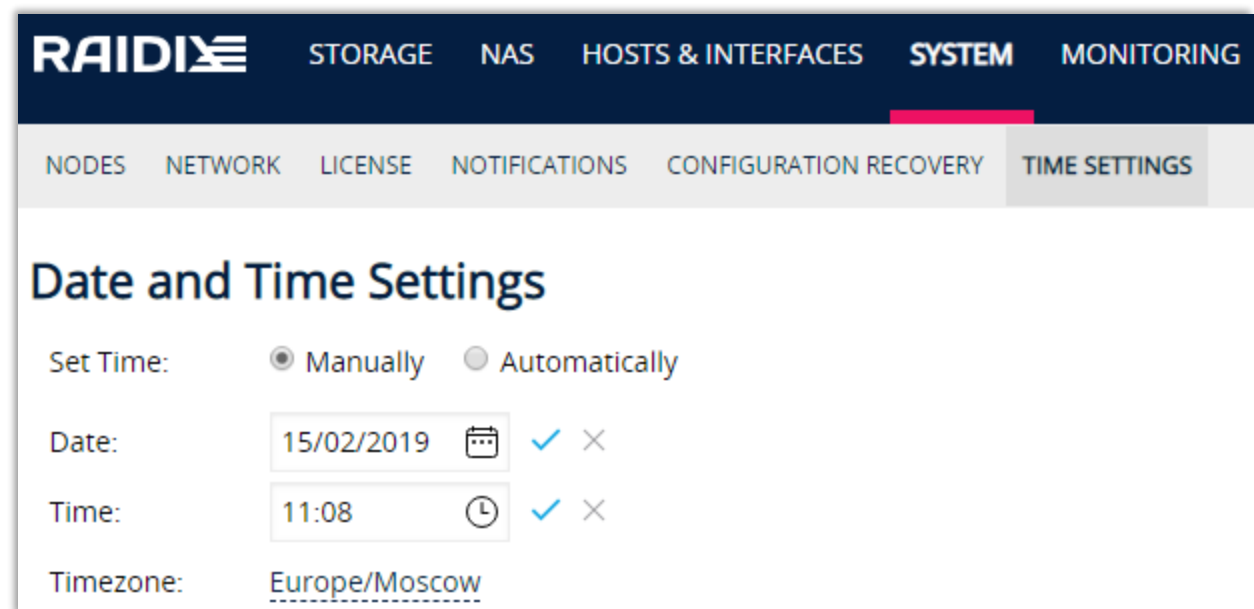 RAIDIX STORAGE NAS HOSTS & INTERFACES SYSTEM MONITORING
NODES NETWORK LICENSE NOTIFICATIONS CONFIGURATION RECOVERY TIME SETTINGS
Date and Time Settings
Set Time: Manually Automatically
Date: 15/02/2019
Time: 11:08
Timezone: Europe/Moscow